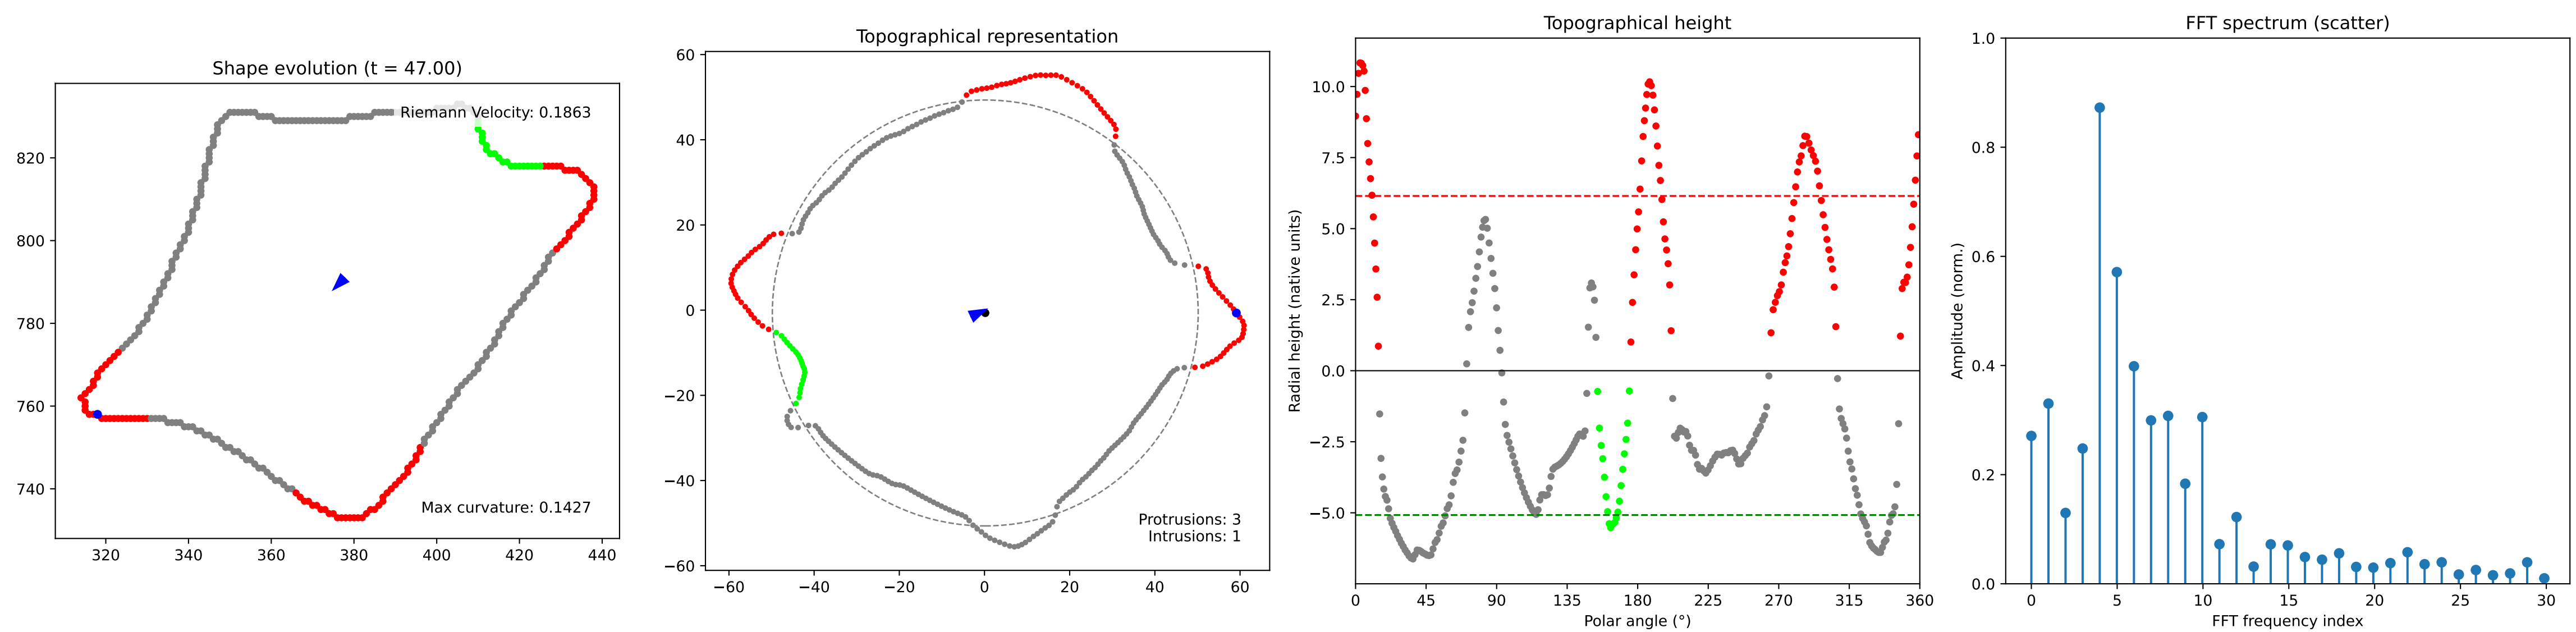 Shape evolution (t = 47.00)
Riemann Velocity: 0.1863
Max curvature: 0.1427
820
800
780
760
740
320 340 360 380 400 420 440
Topographical representation
60
40
20
0
−20
−40
−60
−60 −40 −20 0 20 40 60
Protrusions: 3
Intrusions: 1
Topographical height
Radial height (native units)
10.0
7.5
5.0
2.5
0.0
−2.5
−5.0
0 45 90 135 180 225 270 315 360
Polar angle (°)
FFT spectrum (scatter)
Amplitude (norm.)
1.0
0.8
0.6
0.4
0.2
0.0
0 5 10 15 20 25 30
FFT frequency index